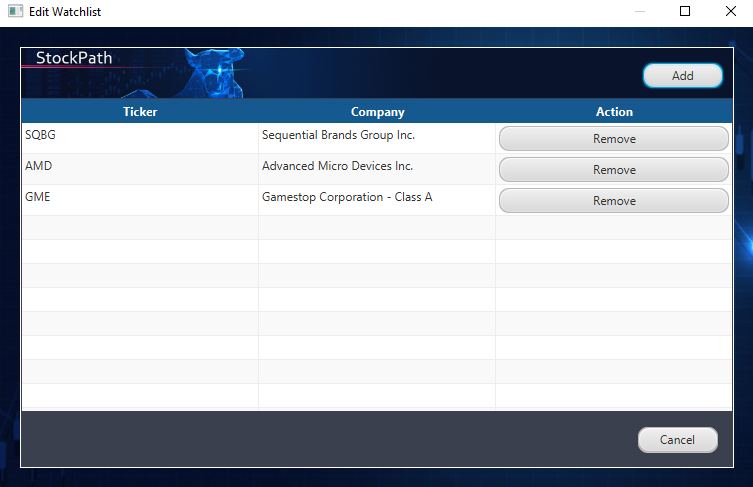 Edit Watchlist
StockPath
Add
Ticker Company Action
SQBG Sequential Brands Group Inc. Remove
AMD Advanced Micro Devices Inc. Remove
GME Gamestop Corporation - Class A Remove
Cancel